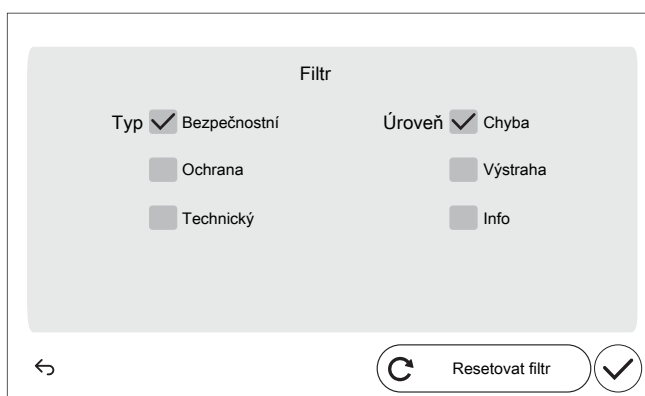 Filtr
Typ Bezpečnostní Úroveň Chyba
Ochrana Výstraha
Technický Info
Resetovat filtr